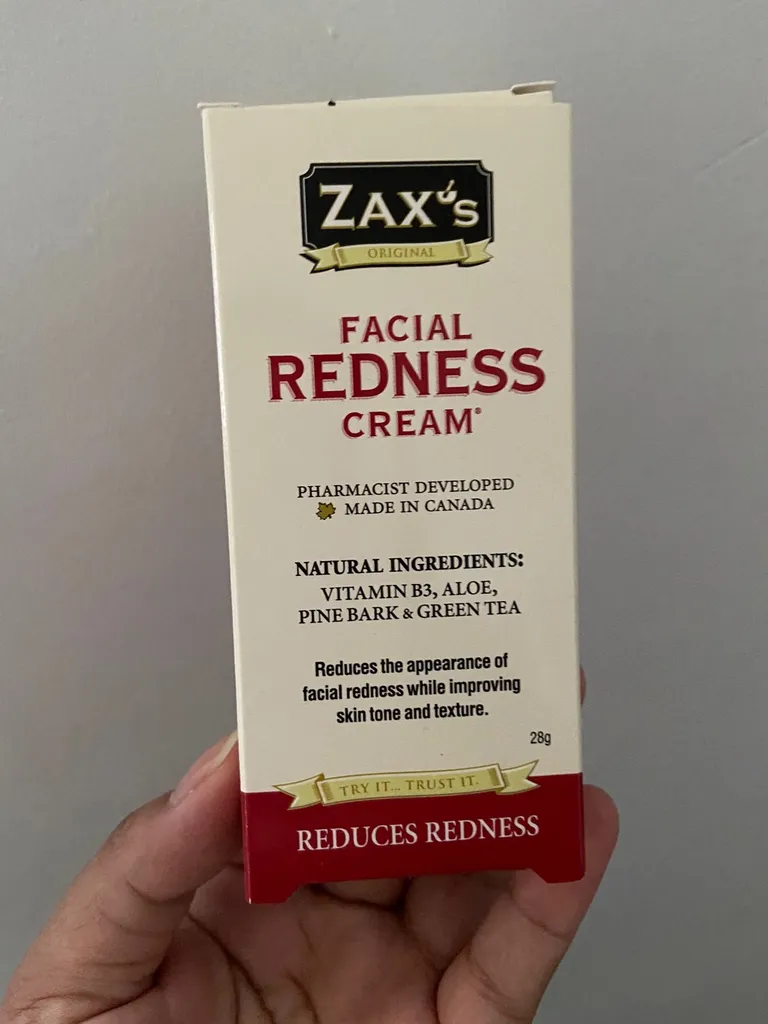 ZAX's
ORIGINAL
FACIAL
REDNESS
CREAM®
PHARMACIST DEVELOPED
MADE IN CANADA
NATURAL INGREDIENTS:
VITAMIN B3, ALOE,
PINE BARK & GREEN TEA
Reduces the appearance of
facial redness while improving
skin tone and texture.
28g
TRY IT... TRUST IT.
REDUCES REDNESS